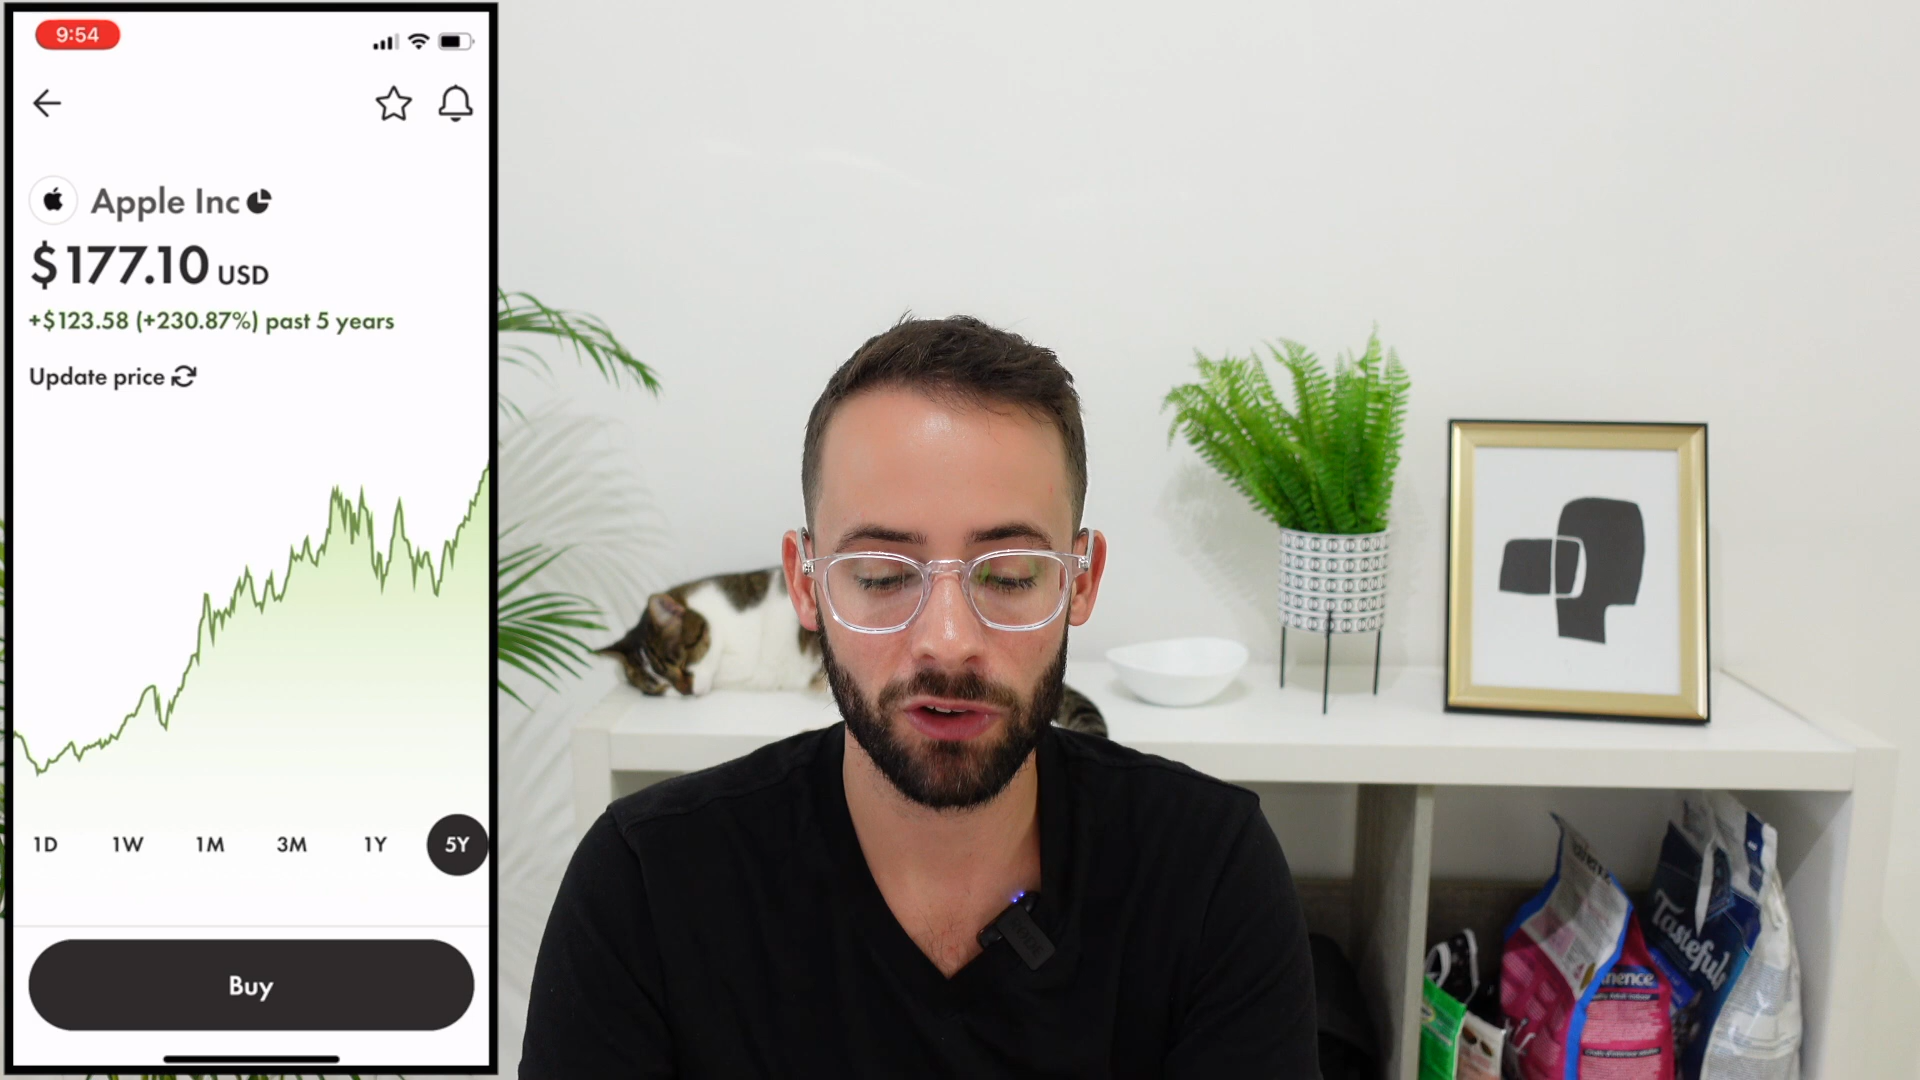 9:54
Apple Inc
$177.10 USD
+$123.58 (+230.87%) past 5 years
Update price
1D 1W 1M 3M 1Y 5Y
Buy
Tasteful
nence